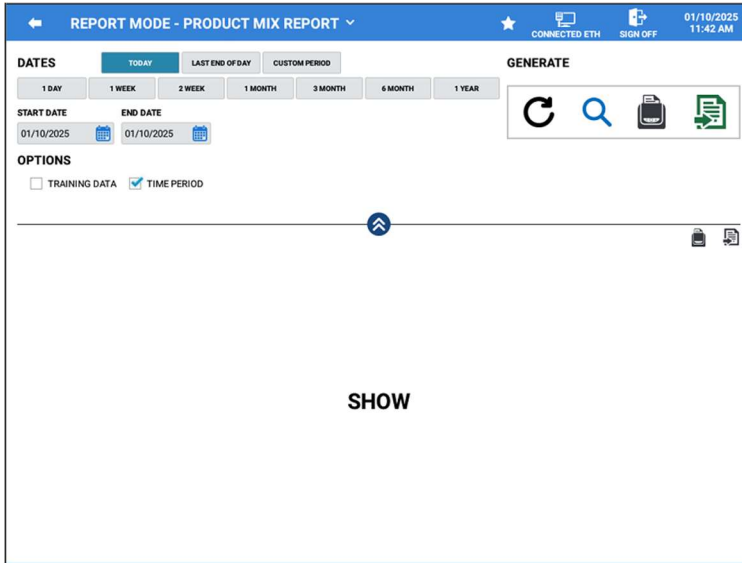 REPORT MODE - PRODUCT MIX REPORT
CONNECTED ETH
SIGN OFF
01/10/2025
11:42 AM
DATES
TODAY
LAST END OF DAY
CUSTOM PERIOD
GENERATE
1 DAY
1 WEEK
2 WEEK
1 MONTH
3 MONTH
6 MONTH
1 YEAR
START DATE
END DATE
01/10/2025
01/10/2025
OPTIONS
TRAINING DATA
TIME PERIOD
SHOW